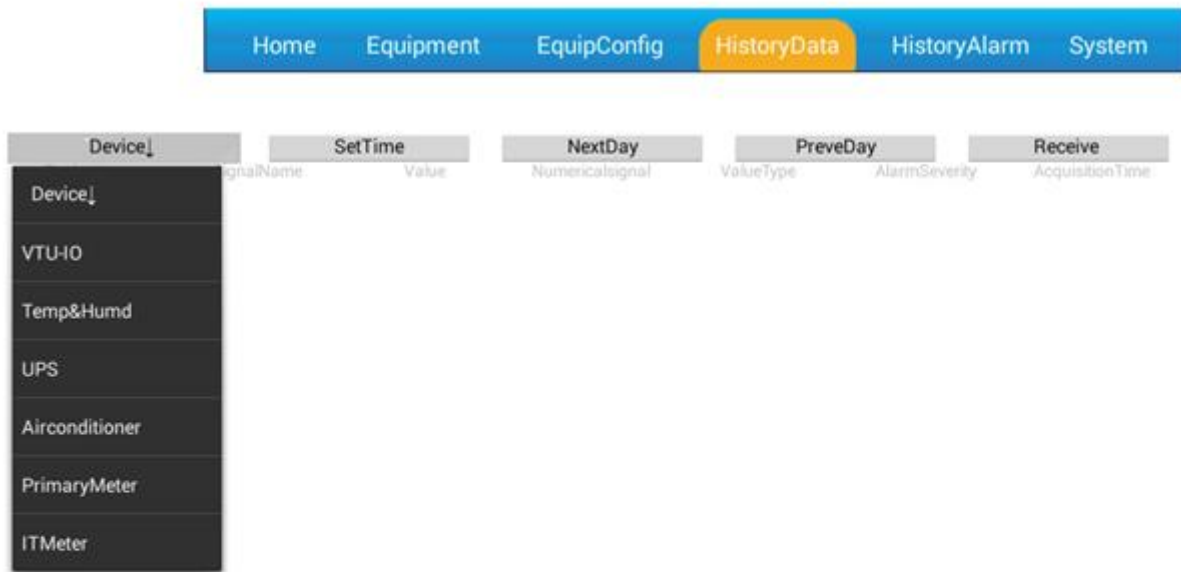 Home Equipment EquipConfig HistoryData HistoryAlarm System
Device↓ SetTime NextDay PreveDay Receive
ignalName Value Numericalsignal ValueType AlarmSeverity AcquisitionTime
Device↓
VTU-IO
Temp&Humd
UPS
Airconditioner
PrimaryMeter
ITMeter